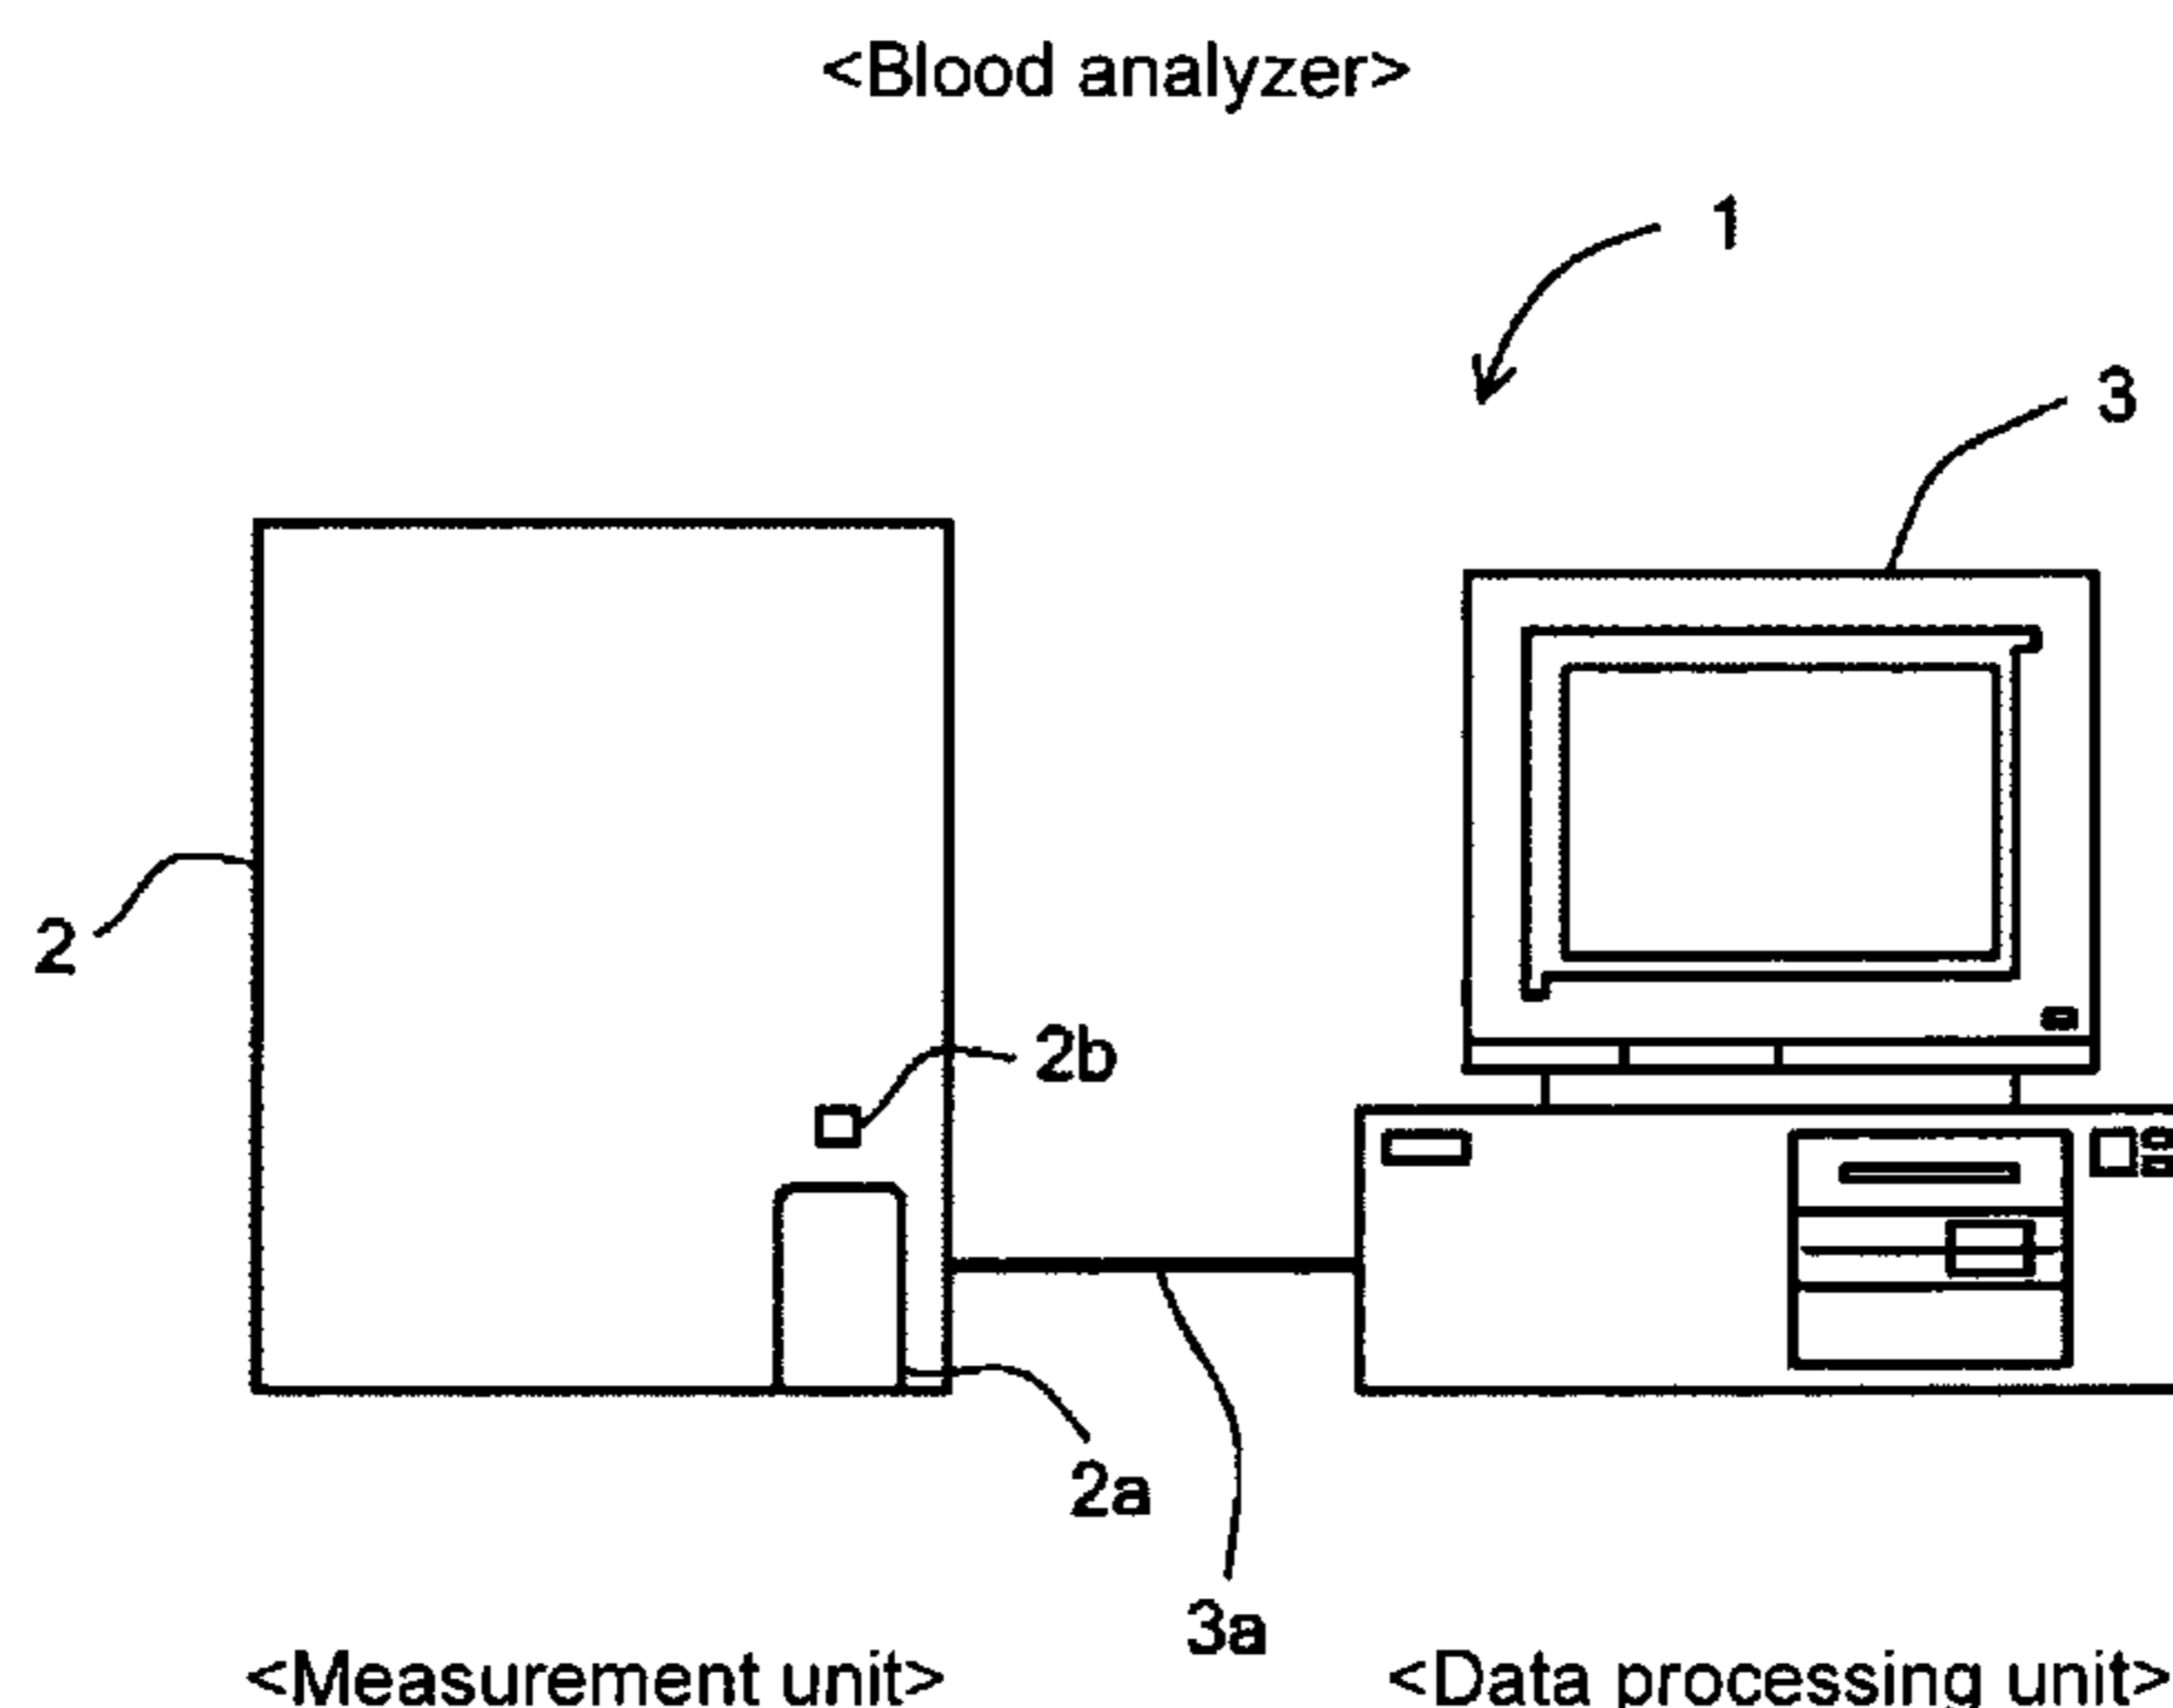 <Blood analyzer>
1
3
2
2b
2a
3a
<Measurement unit>
<Data processing unit>